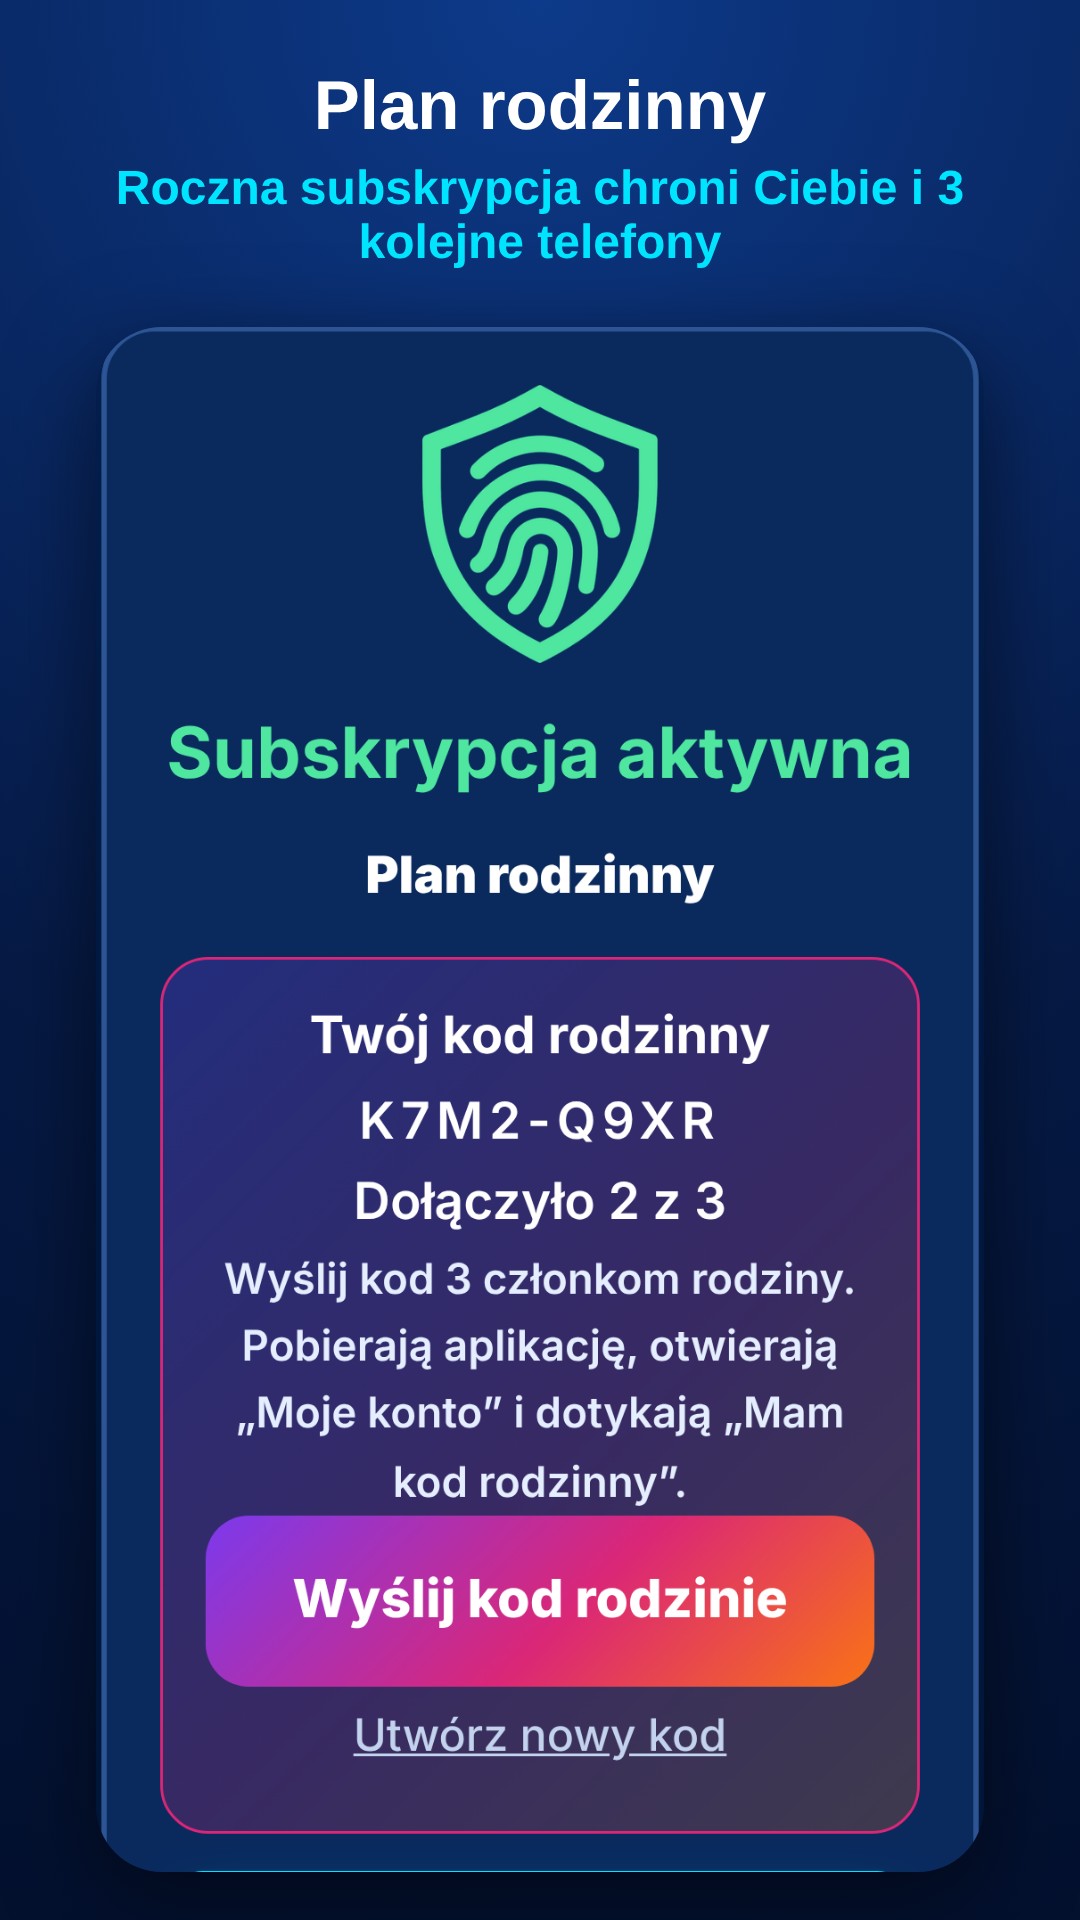 Plan rodzinny
Roczna subskrypcja chroni Ciebie i 3
kolejne telefony
Subskrypcja aktywna
Plan rodzinny
Twój kod rodzinny
K7M2-Q9XR
Dołączyło 2 z 3
Wyślij kod 3 członkom rodziny.
Pobierają aplikację, otwierają
„Moje konto” i dotykają „Mam
kod rodzinny”.
Wyślij kod rodzinie
Utwórz nowy kod